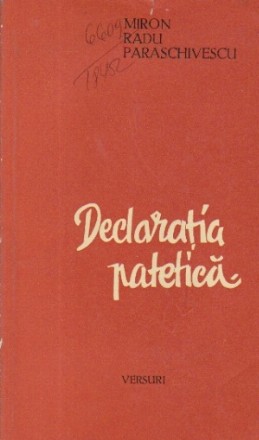 MIRON
RADU
PARASCHIVESCU
Declarația
patetică
VERSURI